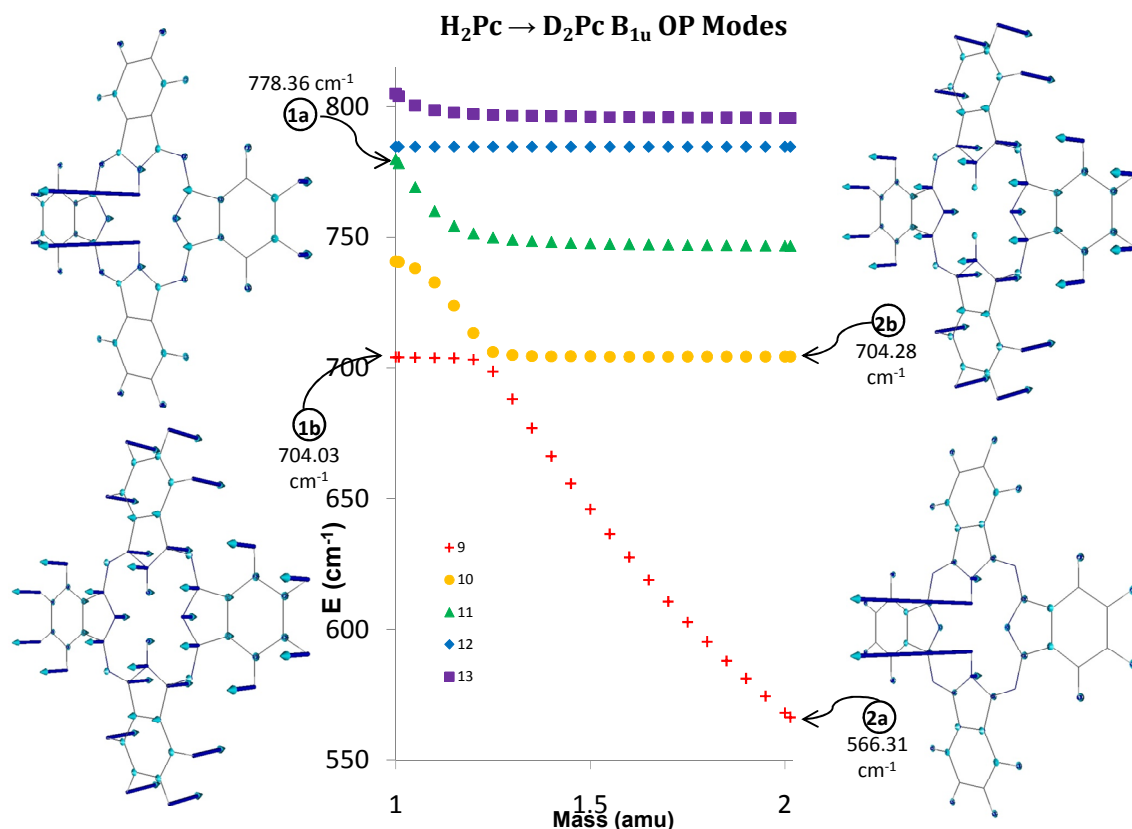 H₂Pc → D₂Pc B₁ᵤ OP Modes
778.36 cm⁻¹
1a
1b
704.03
cm⁻¹
2b
704.28
cm⁻¹
2a
566.31
cm⁻¹
E (cm⁻¹)
800
750
700
650
600
550
9
10
11
12
13
1
1.5
2
Mass (amu)